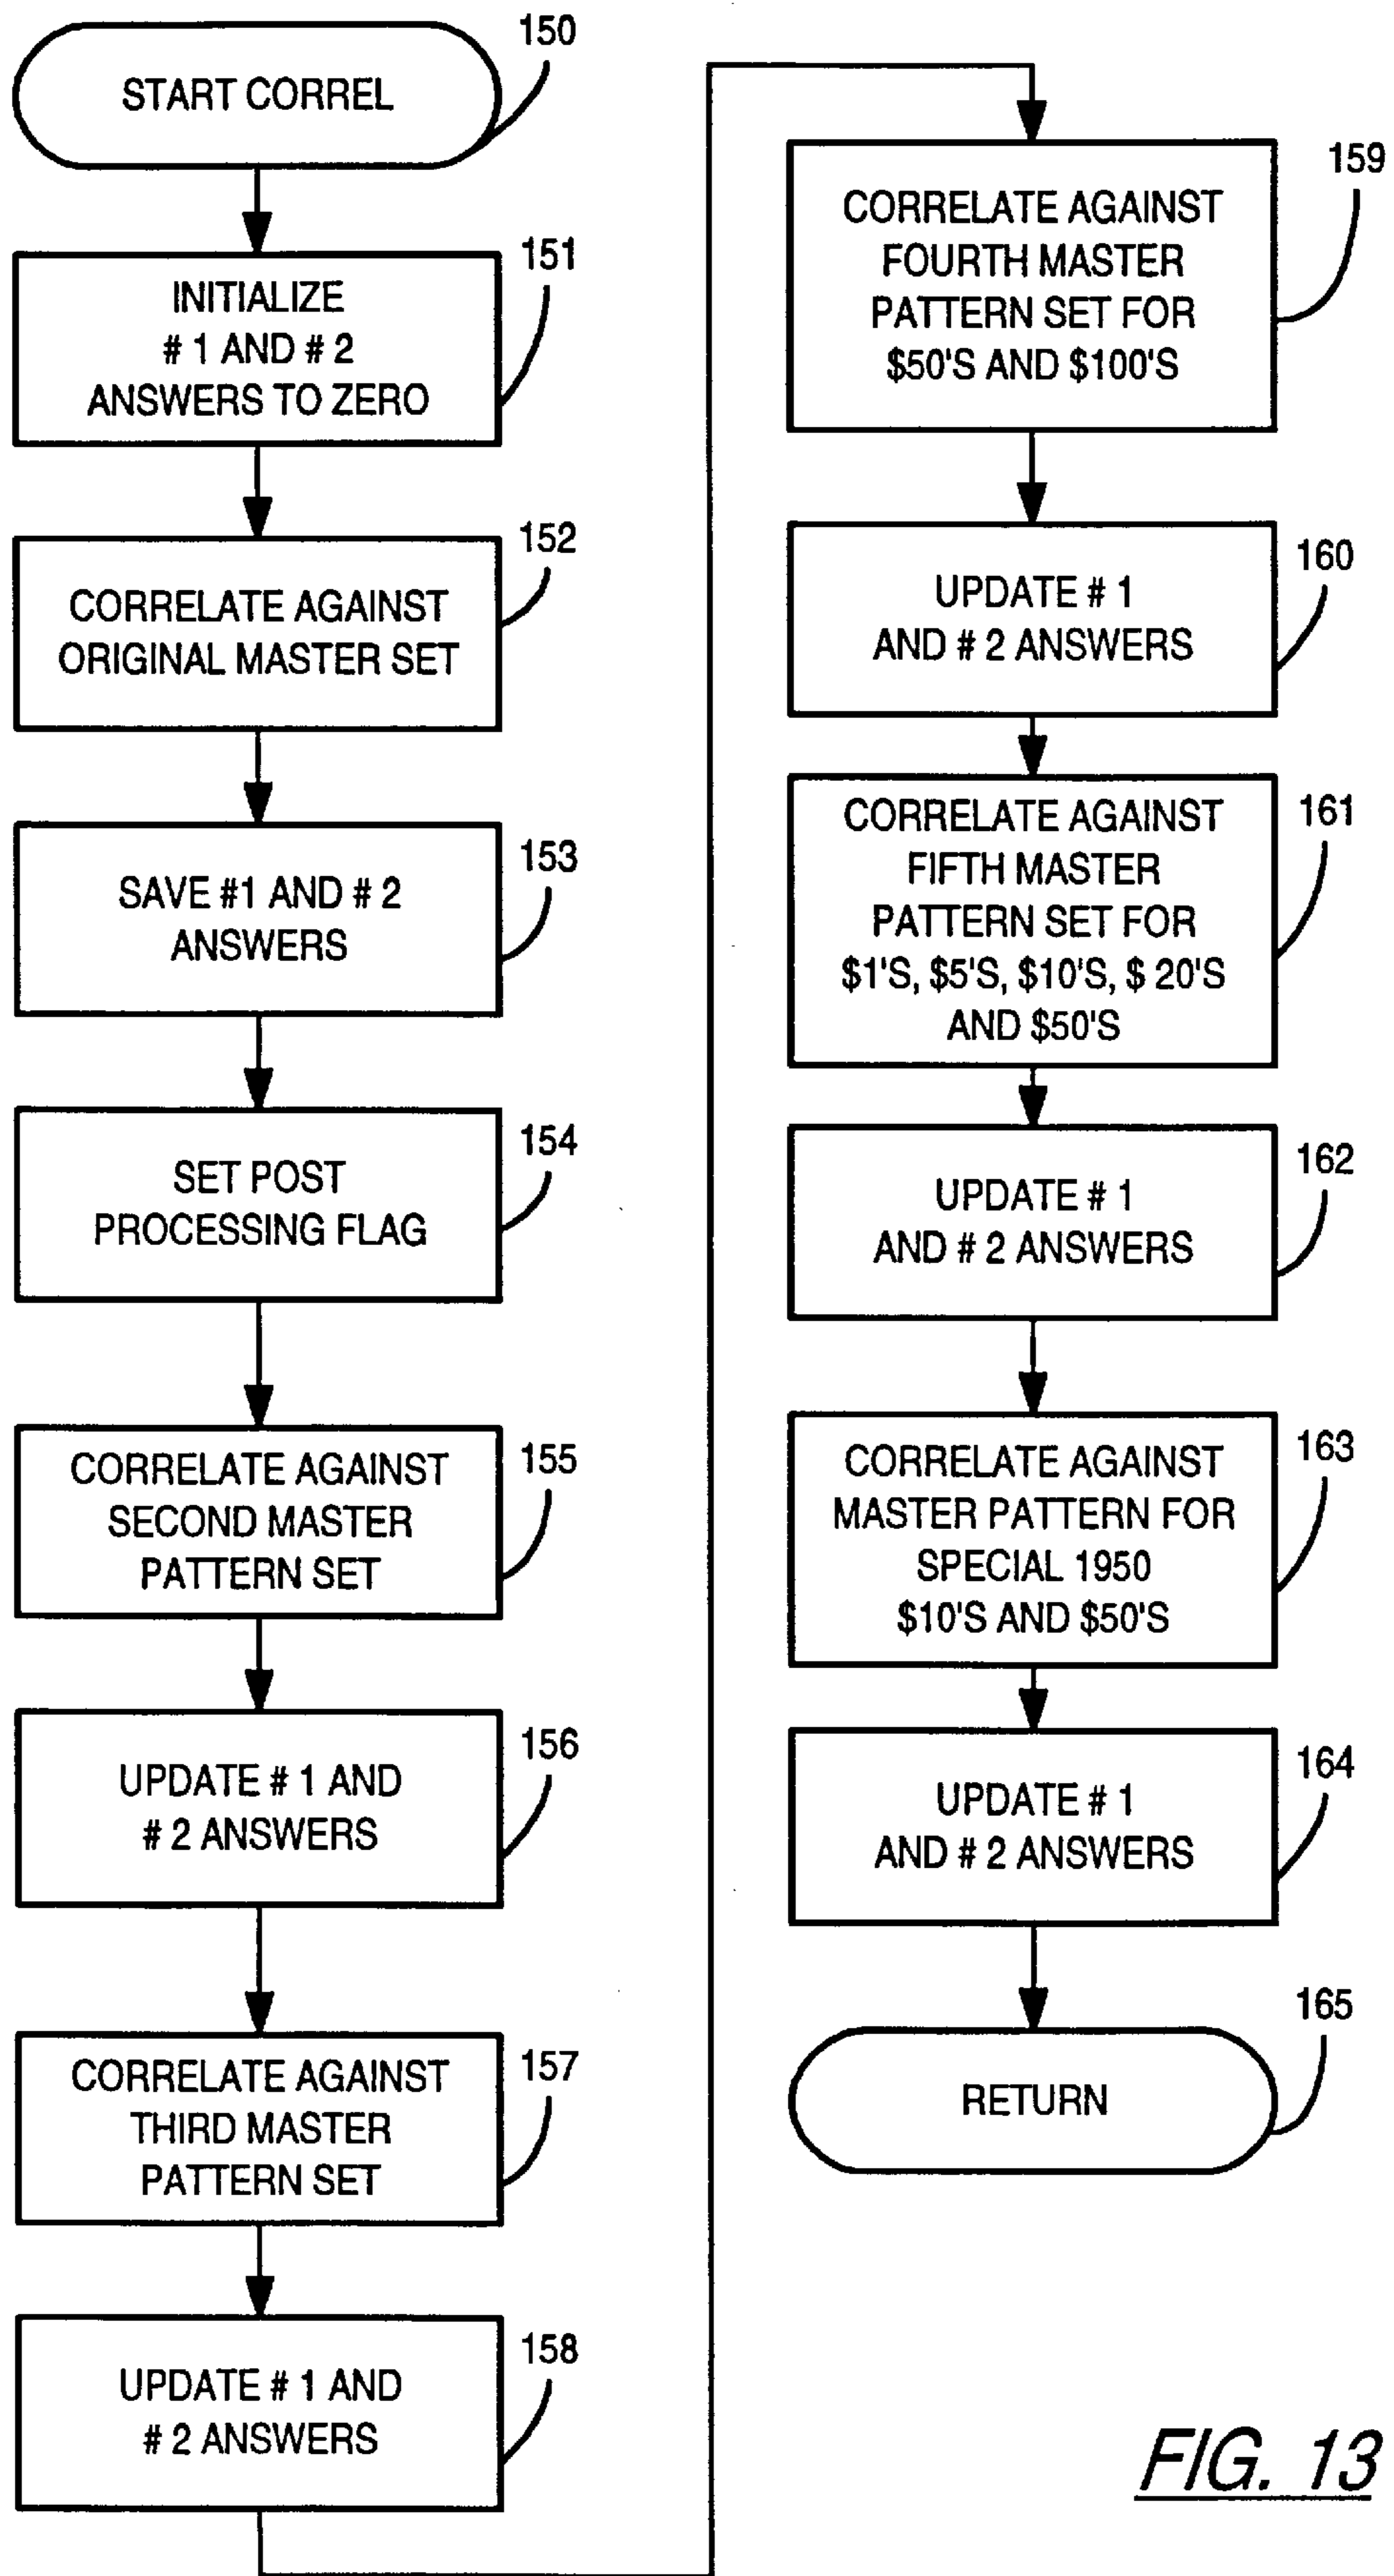 START CORREL
150
INITIALIZE
# 1 AND # 2
ANSWERS TO ZERO
151
CORRELATE AGAINST
ORIGINAL MASTER SET
152
SAVE #1 AND # 2
ANSWERS
153
SET POST
PROCESSING FLAG
154
CORRELATE AGAINST
SECOND MASTER
PATTERN SET
155
UPDATE # 1 AND
# 2 ANSWERS
156
CORRELATE AGAINST
THIRD MASTER
PATTERN SET
157
UPDATE # 1 AND
# 2 ANSWERS
158
CORRELATE AGAINST
FOURTH MASTER
PATTERN SET FOR
$50'S AND $100'S
159
UPDATE # 1
AND # 2 ANSWERS
160
CORRELATE AGAINST
FIFTH MASTER
PATTERN SET FOR
$1'S, $5'S, $10'S, $ 20'S
AND $50'S
161
UPDATE # 1
AND # 2 ANSWERS
162
CORRELATE AGAINST
MASTER PATTERN FOR
SPECIAL 1950
$10'S AND $50'S
163
UPDATE # 1
AND # 2 ANSWERS
164
RETURN
165
FIG. 13